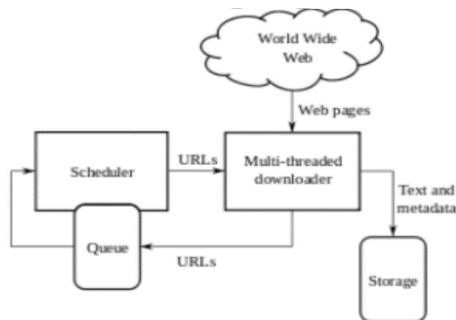 World Wide
Web
Web pages
Scheduler
URLs
Multi-threaded
downloader
Text and
metadata
Queue
URLs
Storage